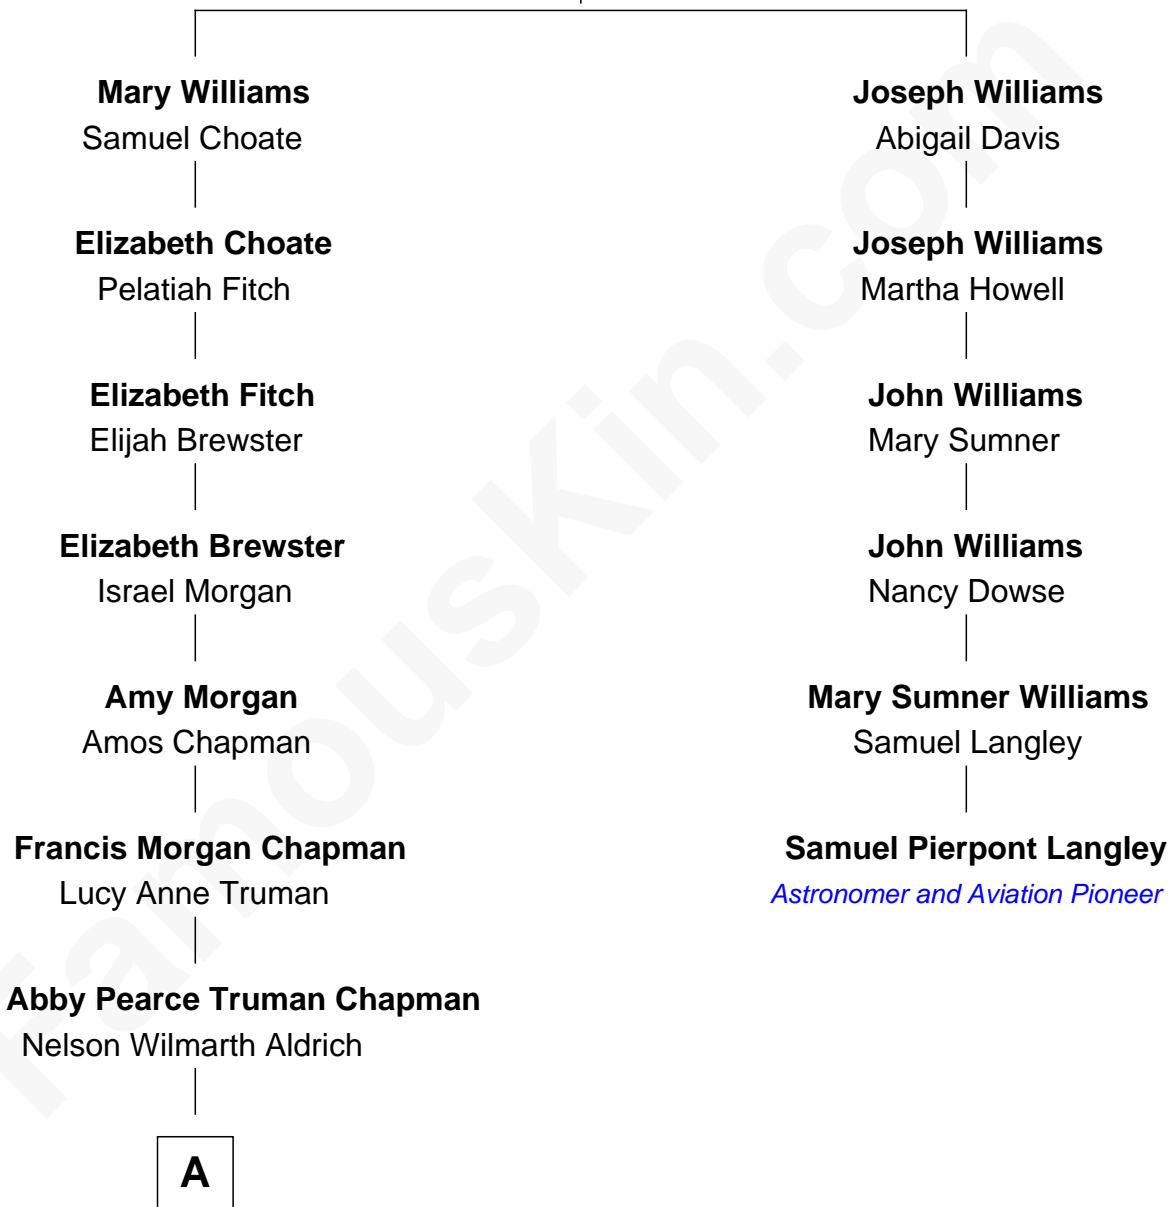 Mary Williams
Samuel Choate
Elizabeth Choate
Pelatiah Fitch
Elizabeth Fitch
Elijah Brewster
Elizabeth Brewster
Israel Morgan
Amy Morgan
Amos Chapman
Francis Morgan Chapman
Lucy Anne Truman
Abby Pearce Truman Chapman
Nelson Wilmarth Aldrich
A
Joseph Williams
Abigail Davis
Joseph Williams
Martha Howell
John Williams
Mary Sumner
John Williams
Nancy Dowse
Mary Sumner Williams
Samuel Langley
Samuel Pierpont Langley
Astronomer and Aviation Pioneer
FamousKin.com